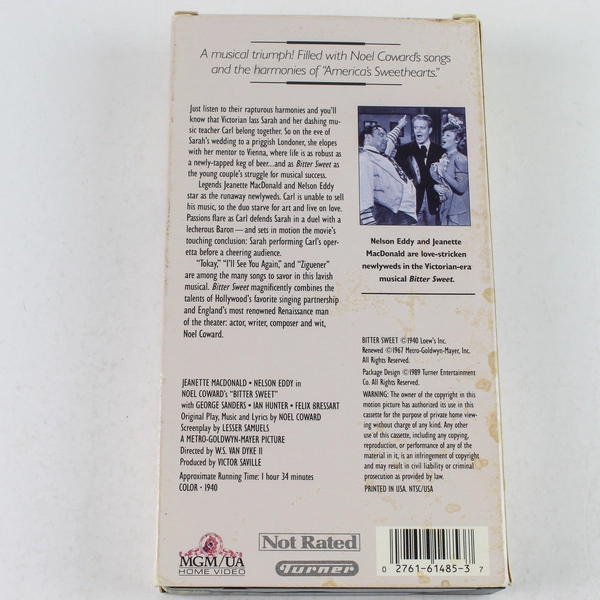 A musical triumph! Filled with Noel Coward's songs
and the harmonies of "America's Sweethearts."
Just listen to their rapturous harmonies and you'll
know that Victorian lass Sarah and her dashing mu-
sic teacher Carl belong together. So on the eve of
Sarah's wedding to a priggish Londoner, she elopes
with her mentor to Vienna, where life is as robust as
a newly-tapped keg of beer...and as Bitter Sweet as
the young couple's struggle for musical success.
Legends Jeanette MacDonald and Nelson Eddy
star as the runaway newlyweds. Carl is unable to sell
his music, so the duo starve for art and live on love.
Passions flare as Carl defends Sarah in a duel with a
lecherous Baron — and sets in motion the movie's
touching conclusion: Sarah performing Carl's oper-
etta before a cheering audience.
"Tokay," "I'll See You Again," and "Ziguener"
are among the many songs to savor in this lavish
musical. Bitter Sweet magnificently combines the
talents of Hollywood's favorite singing partnership
and England's most renowned Renaissance man
of the theater: actor, writer, composer and wit,
Noel Coward.
Nelson Eddy and Jeanette
MacDonald are love-stricken
newlyweds in the Victorian-era
musical Bitter Sweet.
JEANETTE MACDONALD • NELSON EDDY in
NOEL COWARD's "BITTER SWEET"
with GEORGE SANDERS • IAN HUNTER • FELIX BRESSART
Original Play, Music and Lyrics by NOEL COWARD
Screenplay by LESSER SAMUELS
A METRO-GOLDWYN-MAYER PICTURE
Directed by W.S. VAN DYKE II
Produced by VICTOR SAVILLE
Approximate Running Time: 1 hour 34 minutes
COLOR • 1940
BITTER SWEET ©1940 Loew's Inc.
Renewed ©1967 Metro-Goldwyn-Mayer, Inc.
All Rights Reserved.
Package Design ©1989 Turner Entertainment
Co. All Rights Reserved.
WARNING: The owner of the copyright in this
motion picture has authorized its use in this
cassette for the purpose of private home view-
ing without charge of any kind. Any other
use of this cassette, including any copying,
reproduction, or performance of any of the
material in it, is an infringement of copyright
and may result in civil liability or criminal
prosecution as provided by law.
PRINTED IN USA. NTSC/USA
MGM/UA
HOME VIDEO
Not Rated
Turner
0 2761-61485-3 7